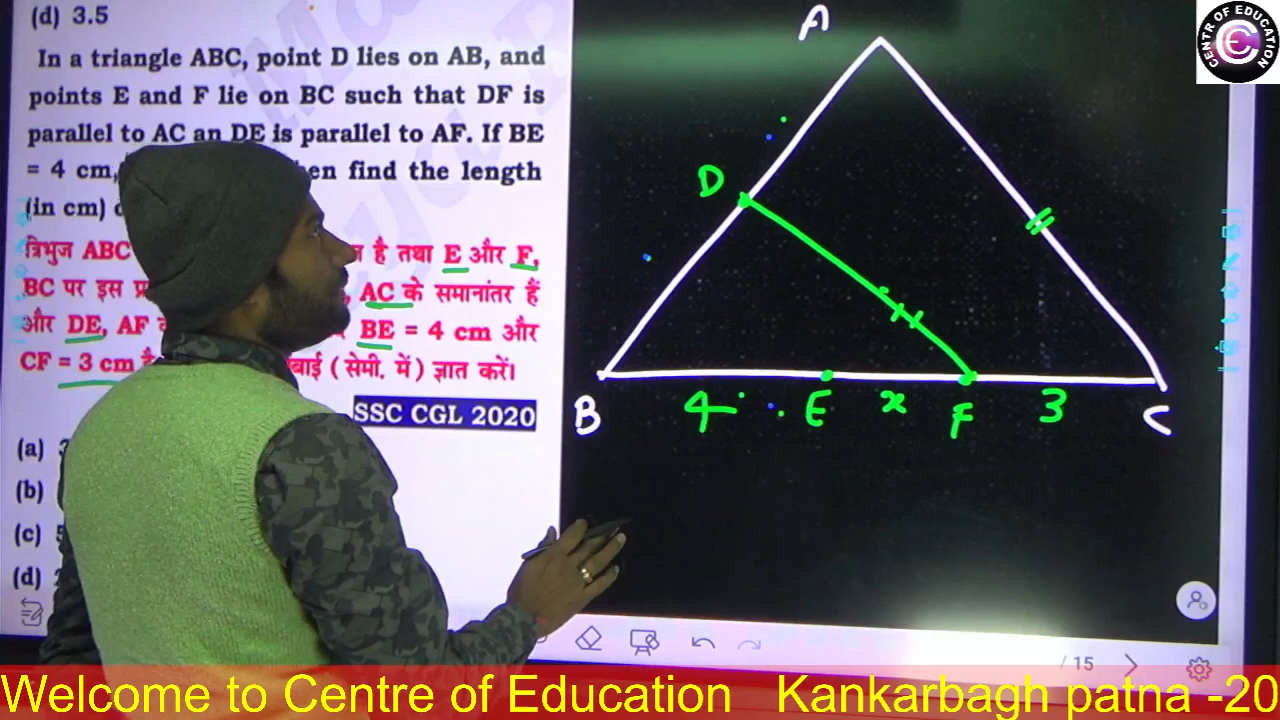 (d) 3.5
In a triangle ABC, point D lies on AB, and
points E and F lie on BC such that DF is
parallel to AC an DE is parallel to AF. If BE
= 4 cm, find the length
(in cm)
त्रिभुज ABC है तथा E और F,
BC पर इस AC के समानांतर हैं
और DE, AF BE = 4 cm और
CF = 3 cm ( सेमी. में ) ज्ञात करें।
SSC CGL 2020
(a)
(b)
(c)
(d)
A
D
B 4 E x F 3 C
/ 15
CENTR OF EDUCATION
CE
Welcome to Centre of Education Kankarbagh patna -20